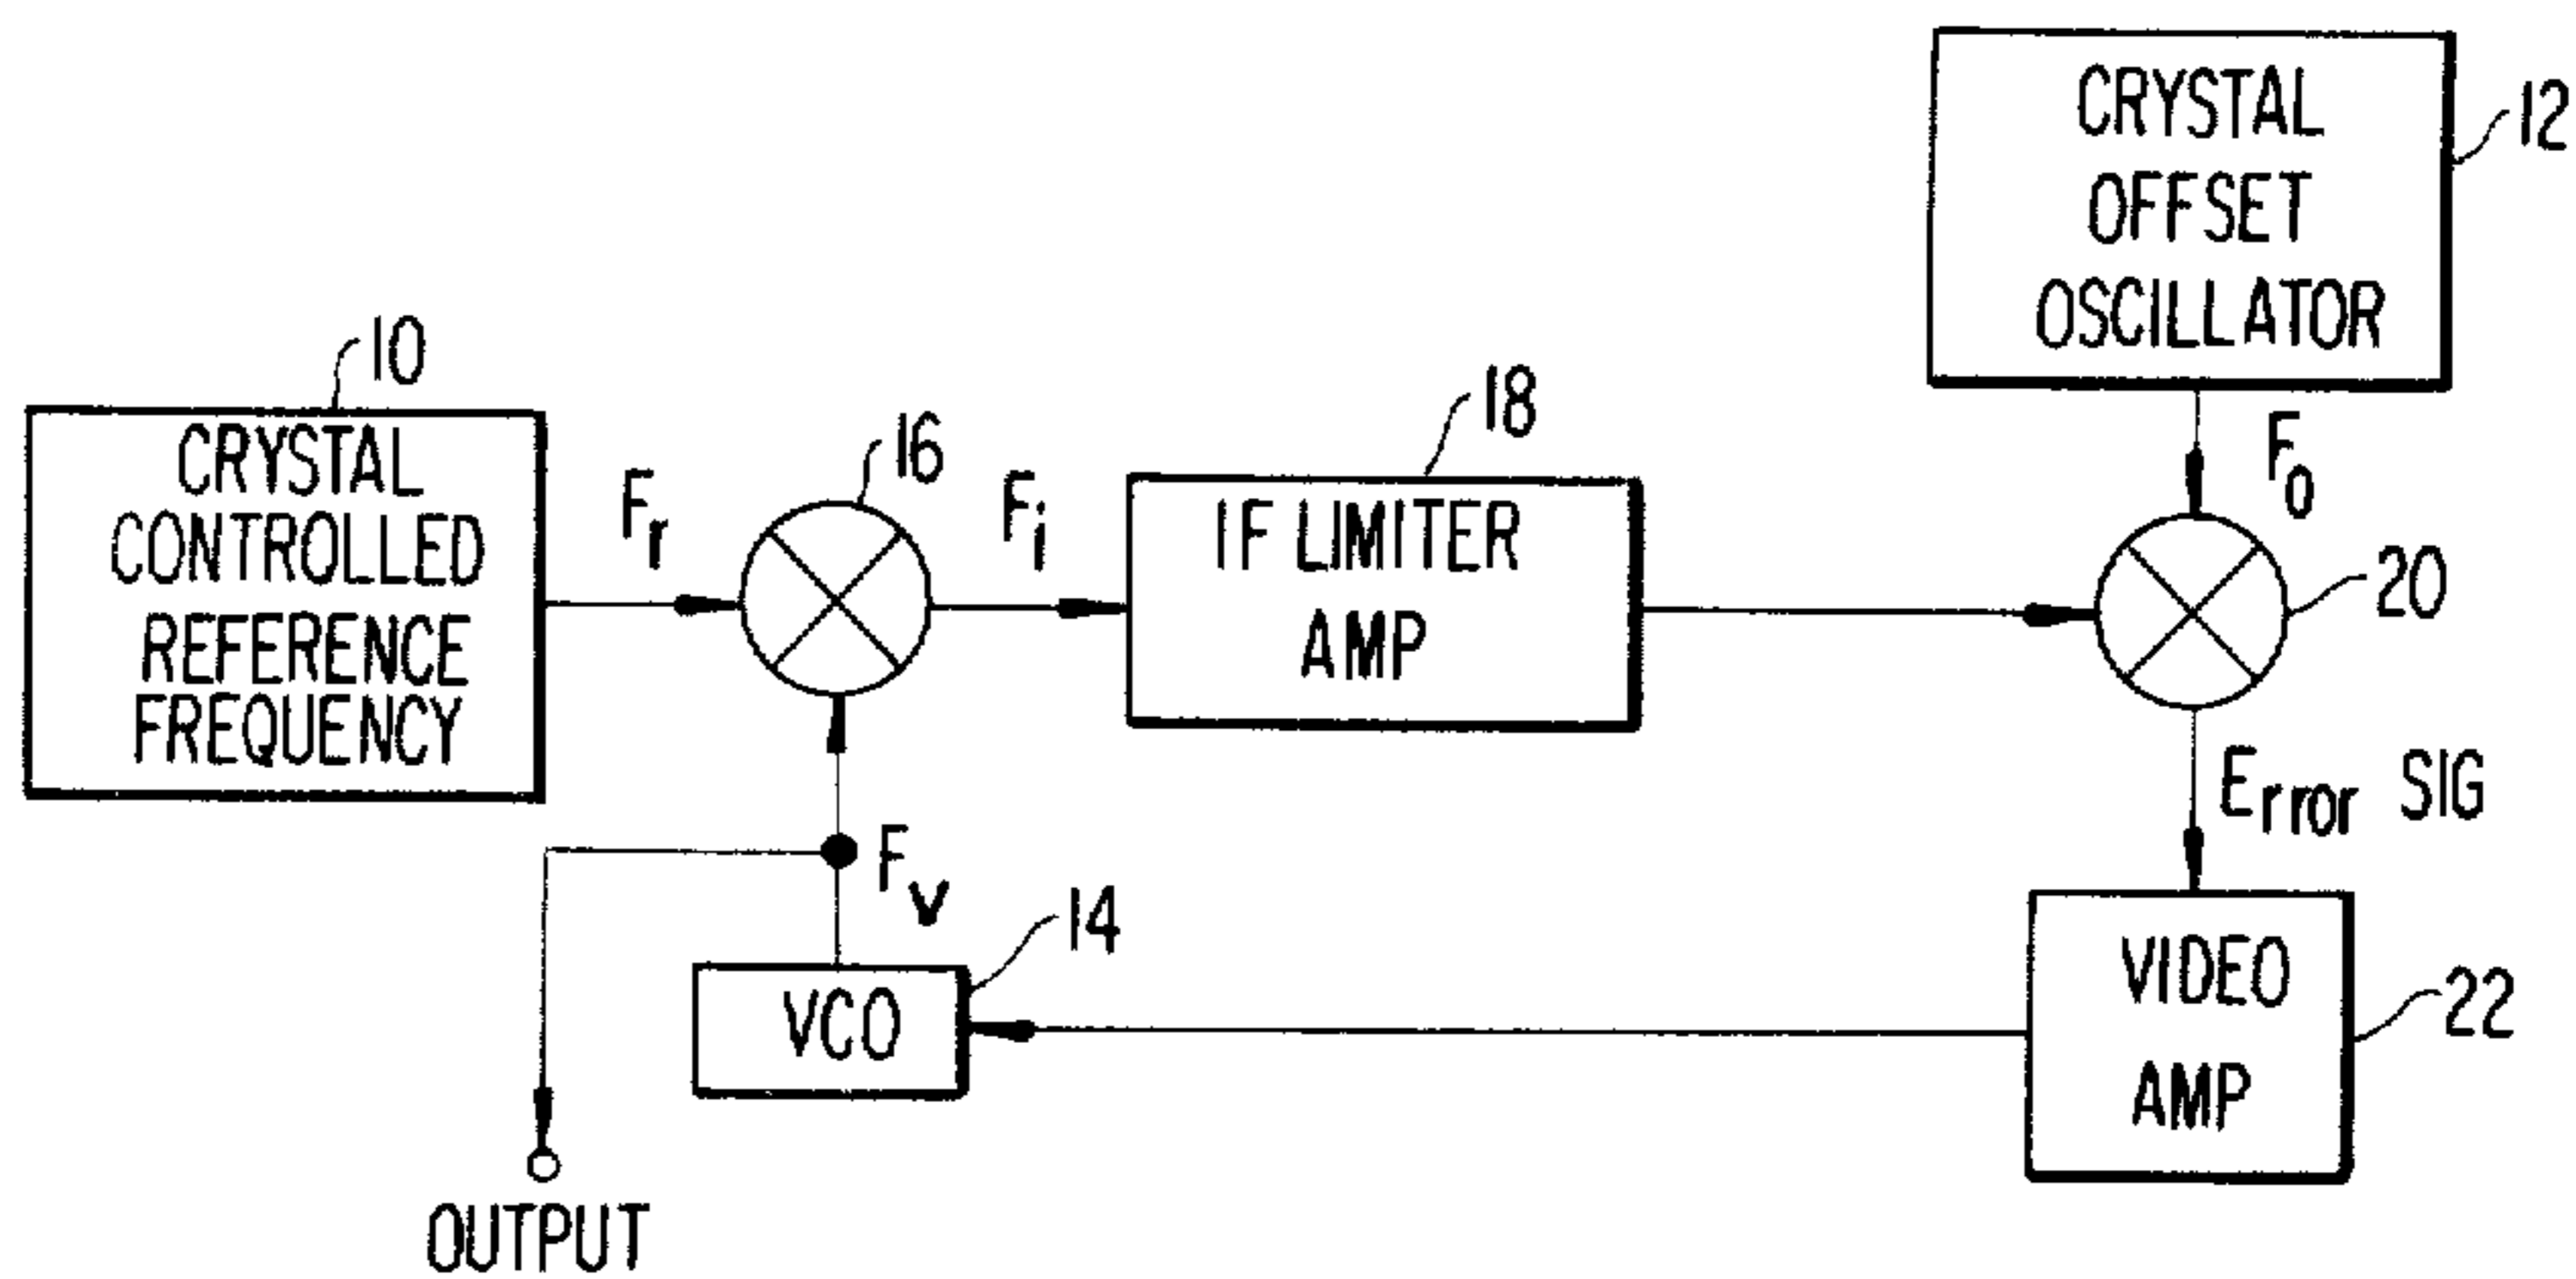 CRYSTAL
OFFSET
OSCILLATOR
12
10
CRYSTAL
CONTROLLED
REFERENCE
FREQUENCY
Fr
16
Fi
18
IF LIMITER
AMP
Fo
20
Error SIG
Fv
14
VCO
VIDEO
AMP
22
OUTPUT